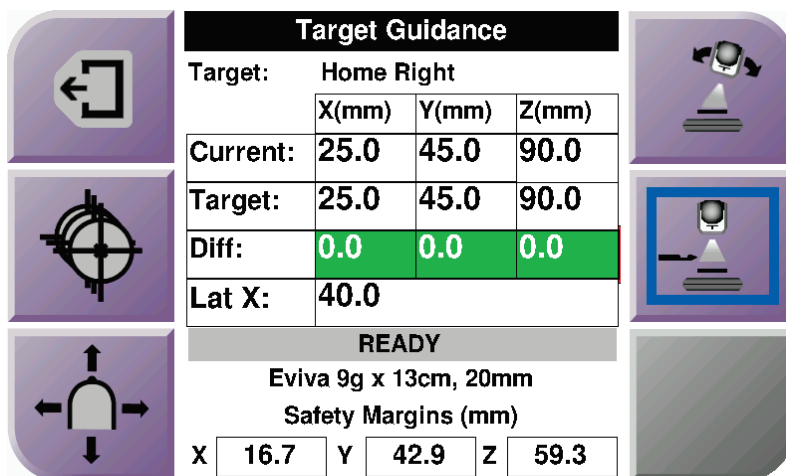 Target Guidance
Target: Home Right
X(mm) Y(mm) Z(mm)
Current: 25.0 45.0 90.0
Target: 25.0 45.0 90.0
Diff: 0.0 0.0 0.0
Lat X: 40.0
READY
Eviva 9g x 13cm, 20mm
Safety Margins (mm)
X 16.7 Y 42.9 Z 59.3